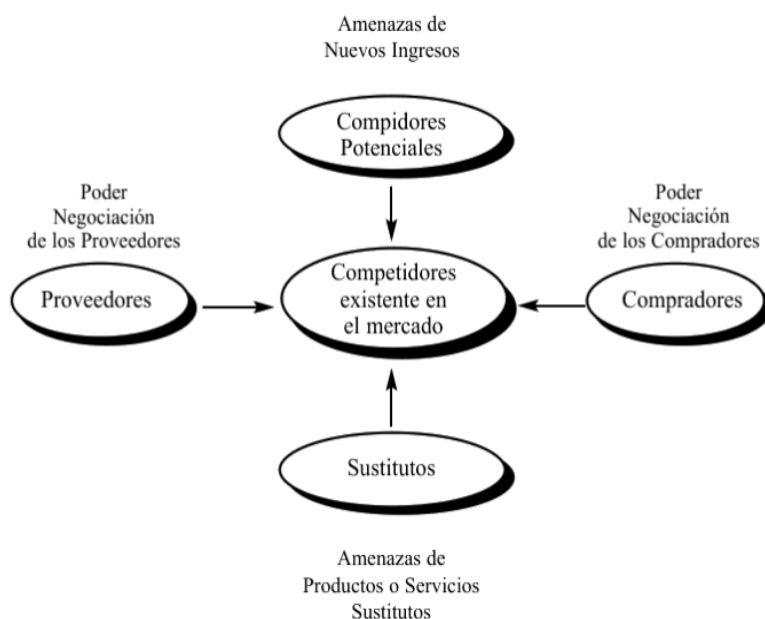 Amenazas de
Nuevos Ingresos
Compidores
Potenciales
Poder
Negociación
de los Proveedores
Poder
Negociación
de los Compradores
Proveedores
Competidores
existente en
el mercado
Compradores
Sustitutos
Amenazas de
Productos o Servicios
Sustitutos